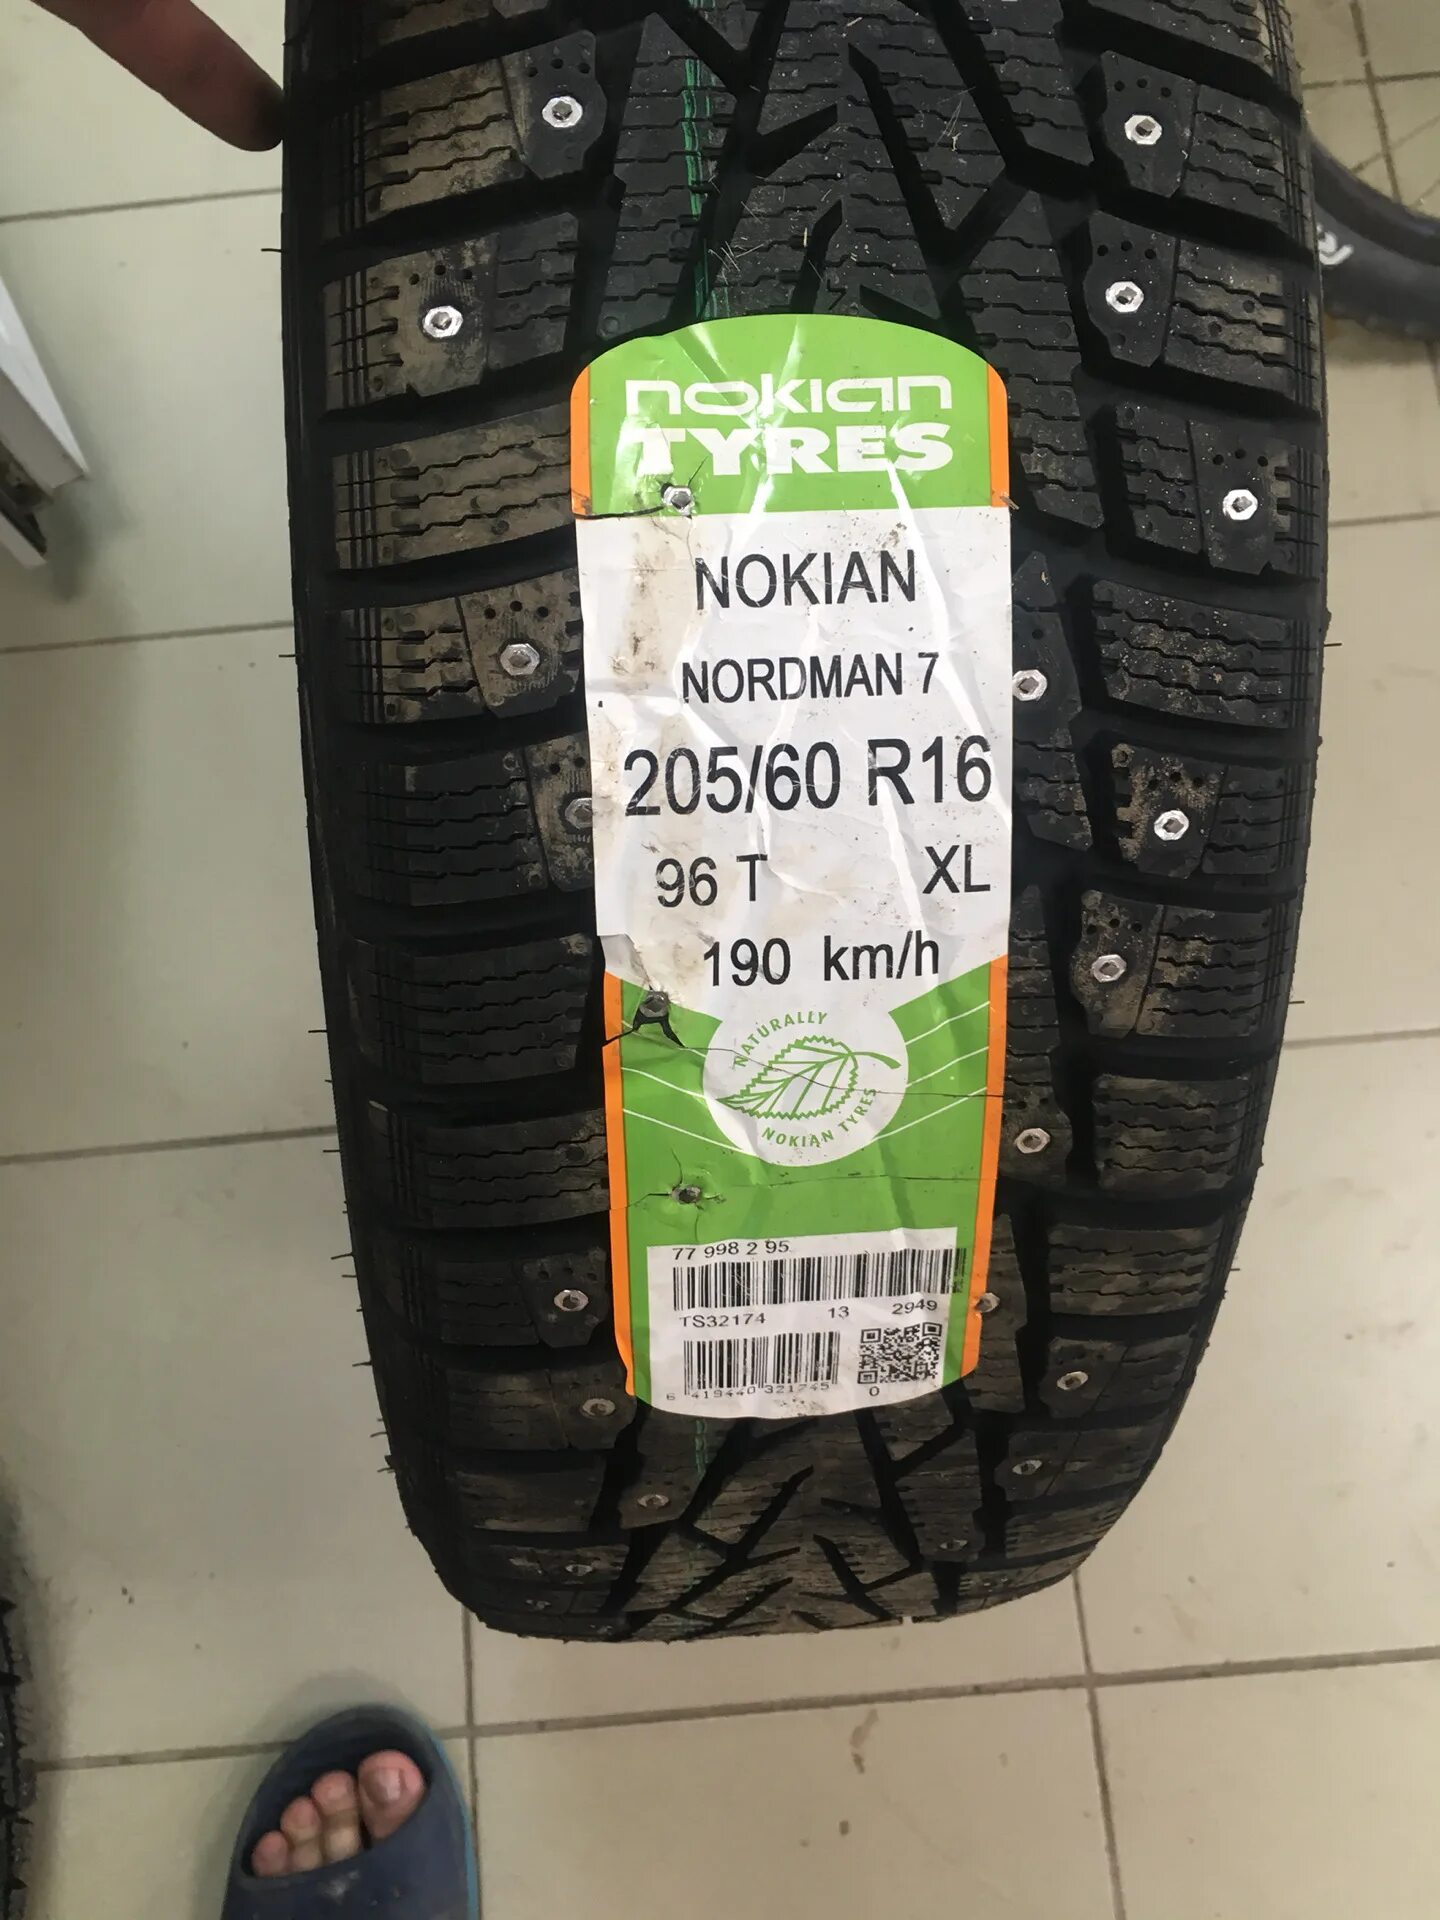 nokian
TYRES
NOKIAN
NORDMAN 7
205/60 R16
96 T XL
190 km/h
NATURALLY
NOKIAN TYRES
77 998 2 95
TS32174 13 2949
6 419440 321745 0